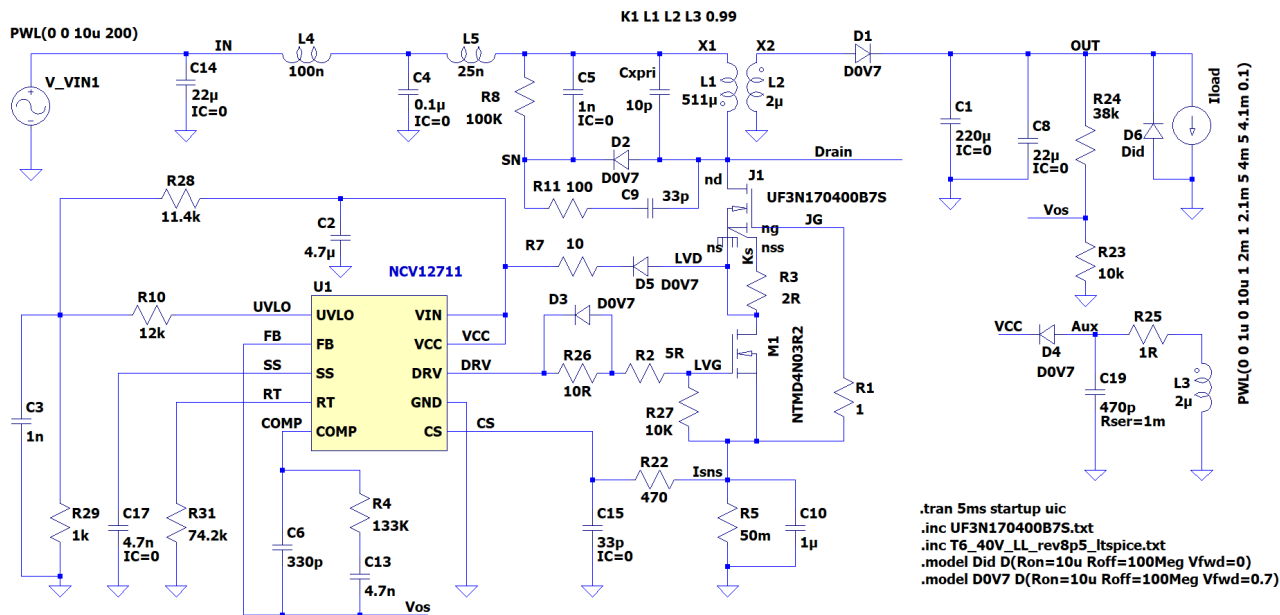 K1 L1 L2 L3 0.99
PWL(0 0 10u 200)
IN
L4
100n
L5
25n
X1
X2
D1
D0V7
OUT
V_VIN1
C14
22µ
IC=0
C4
0.1µ
IC=0
R8
100K
C5
1n
IC=0
Cxpri
10p
L1
511µ
L2
2µ
C1
220µ
IC=0
C8
22µ
IC=0
R24
38k
D6
Did
Iload
PWL(0 0 1u 0 10u 1 2m 1 2.1m 5 4m 5 4.1m 0.1)
SN
D2
D0V7
Drain
R11
100
C9
33p
nd
J1
UF3N170400B7S
ng
JG
ns
nss
Ks
R28
11.4k
C2
4.7µ
R7
10
LVD
D5
D0V7
R3
2R
Vos
R23
10k
NCV12711
U1
R10
12k
UVLO
FB
SS
RT
COMP
UVLO
FB
SS
RT
COMP
VIN
VCC
DRV
GND
CS
VCC
DRV
CS
D3
D0V7
R26
10R
R2
5R
LVG
M1
NTMD4N03R2
R27
10K
R1
1
VCC
D4
D0V7
Aux
R25
1R
C19
470p
Rser=1m
L3
2µ
C3
1n
R29
1k
C17
4.7n
IC=0
R31
74.2k
C6
330p
R4
133K
C13
4.7n
Vos
C15
33p
IC=0
R22
470
Isns
R5
50m
C10
1µ
.tran 5ms startup uic
.inc UF3N170400B7S.txt
.inc T6_40V_LL_rev8p5_ltspice.txt
.model Did D(Ron=10u Roff=100Meg Vfwd=0)
.model D0V7 D(Ron=10u Roff=100Meg Vfwd=0.7)